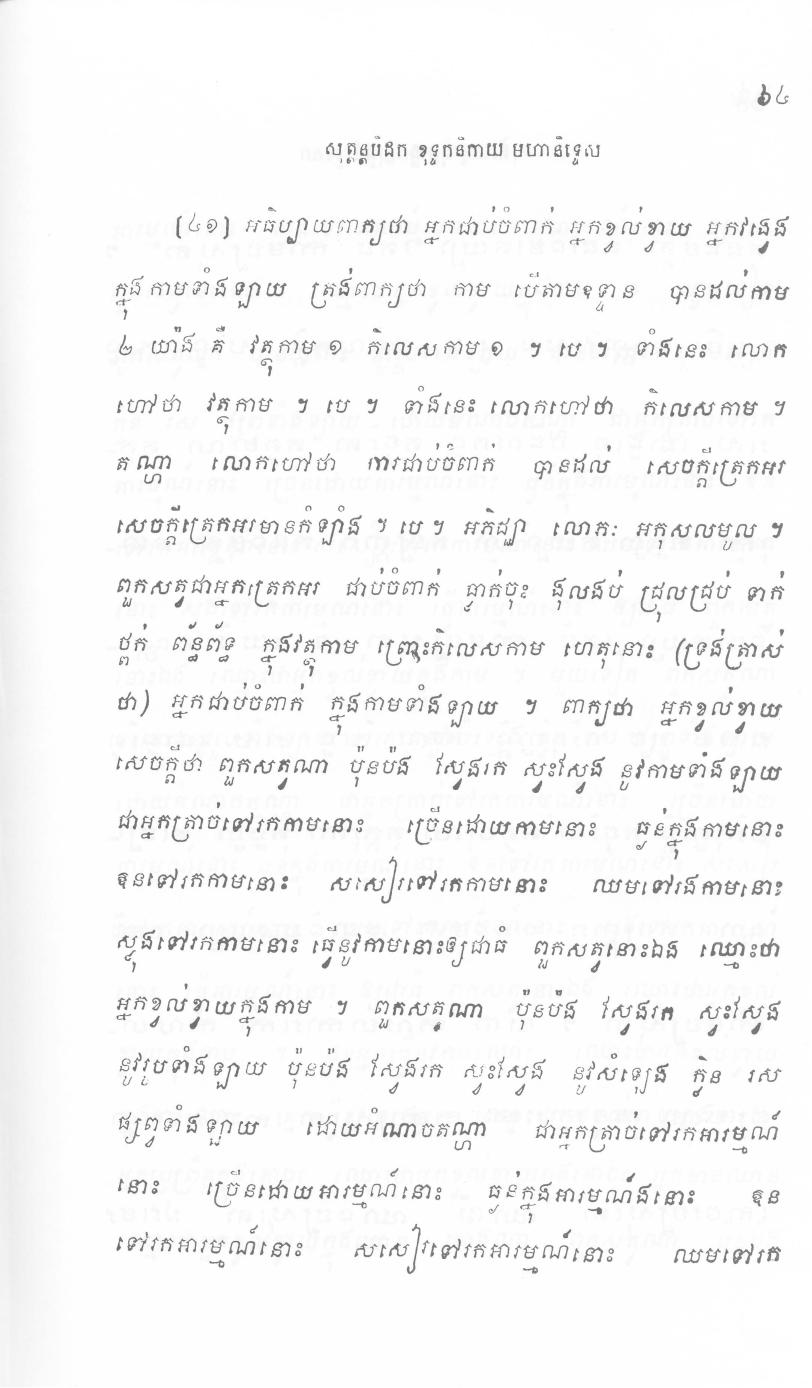 ៦៤
សុត្តន្តបិដក ខុទ្ទកនិកាយ មហានិទ្ទេស
(៤១) អធិប្បាយពាក្យថា អ្នកជាប់ចំពាក់ អ្នកខ្វល់ខ្វាយ អ្នកវង្វេង
ក្នុងកាមទាំងឡាយ ត្រង់ពាក្យថា កាម បើតាមឧទ្ទាន បានដល់កាម
២ យ៉ាង គឺ វត្ថុកាម ១ កិលេសកាម ១ ។ បេ ។ ទាំងនេះ លោក
ហៅថា វត្ថុកាម ។ បេ ។ ទាំងនេះ លោកហៅថា កិលេសកាម ។
តណ្ហា លោកហៅថា ការជាប់ចំពាក់ បានដល់ សេចក្តីត្រេកអរ
សេចក្តីត្រេកអរមានកំឡាំង ។ បេ ។ អភិជ្ឈា លោភៈ អកុសលមូល ។
ពួកសត្វជាអ្នកត្រេកអរ ជាប់ចំពាក់ ធ្លាក់ចុះ ងុលងប់ ជ្រុលជ្រប់ ទាក់
ថ្ពក់ ពន្ធ័ព័ទ្ធ ក្នុងវត្ថុកាម ព្រោះកិលេសកាម ហេតុនោះ (ទ្រង់ត្រាស់
ថា) អ្នកជាប់ចំពាក់ ក្នុងកាមទាំងឡាយ ។ ពាក្យថា អ្នកខ្វល់ខ្វាយ
សេចក្តីថា ពួកសត្វណា ប៉ុនប៉ង ស្វែងរក ស្វះស្វែង នូវកាមទាំងឡាយ
ជាអ្នកត្រាច់ទៅរកកាមនោះ ច្រើនដោយកាមនោះ ធ្ងន់ក្នុងកាមនោះ
ឱនទៅរកកាមនោះ សសៀរទៅរកកាមនោះ ឈមទៅរងកាមនោះ
ស្ទុងទៅរកកាមនោះ ធ្វើនូវកាមនោះឲ្យជាធំ ពួកសត្វនោះឯង ឈ្មោះថា
អ្នកខ្វល់ខ្វាយក្នុងកាម ។ ពួកសត្វណា ប៉ុនប៉ង ស្វែងរក ស្វះស្វែង
នូវរូបទាំងឡាយ ប៉ុនប៉ង ស្វែងរក ស្វះស្វែង នូវសំឡេង ក្លិន រស
ផ្សព្វទាំងឡាយ ដោយអំណាចតណ្ហា ជាអ្នកត្រាច់ទៅរកអារម្មណ៍
នោះ ច្រើនដោយអារម្មណ៍នោះ ធ្ងន់ក្នុងអារម្មណ៍ងនោះ ឱន
ទៅរកអារម្មណ៍នោះ សសៀរទៅរកអារម្មណ៍នោះ ឈមទៅរក